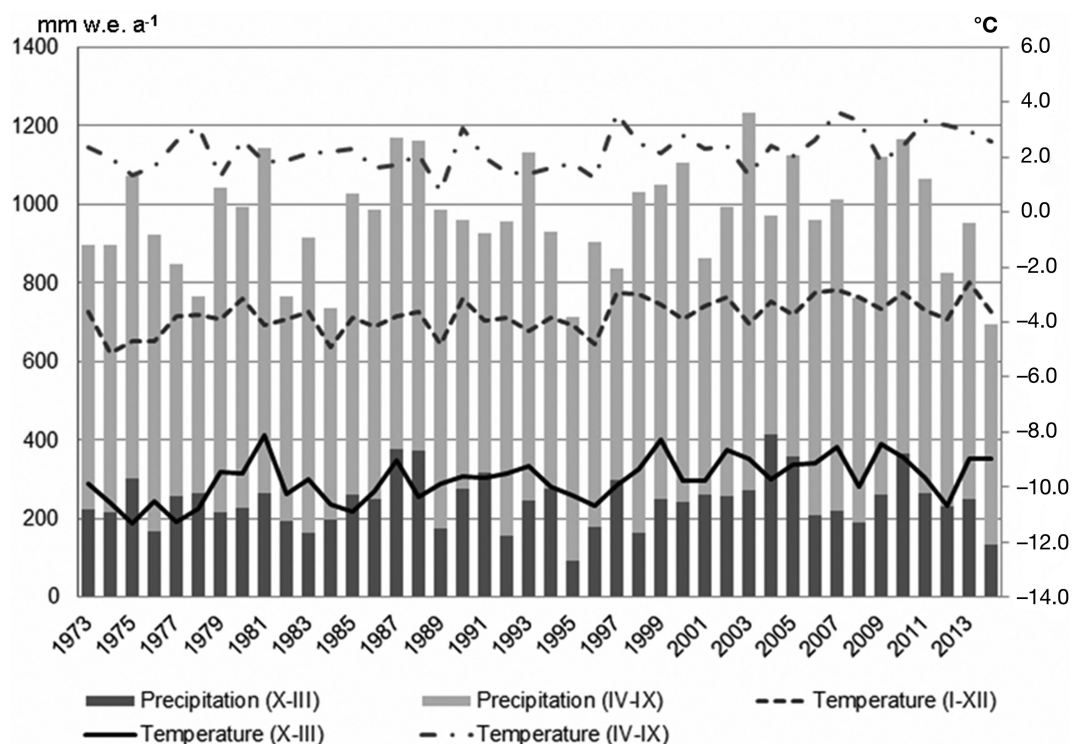 mm w.e. a⁻¹ °C
1400 6.0
1200 4.0
1000 2.0
800 0.0
600 –2.0
400 –4.0
200 –6.0
0 –8.0
–10.0
–12.0
–14.0
1973 1975 1977 1979 1981 1983 1985 1987 1989 1991 1993 1995 1997 1999 2001 2003 2005 2007 2009 2011 2013
Precipitation (X-III) Precipitation (IV-IX) Temperature (I-XII)
Temperature (X-III) Temperature (IV-IX)